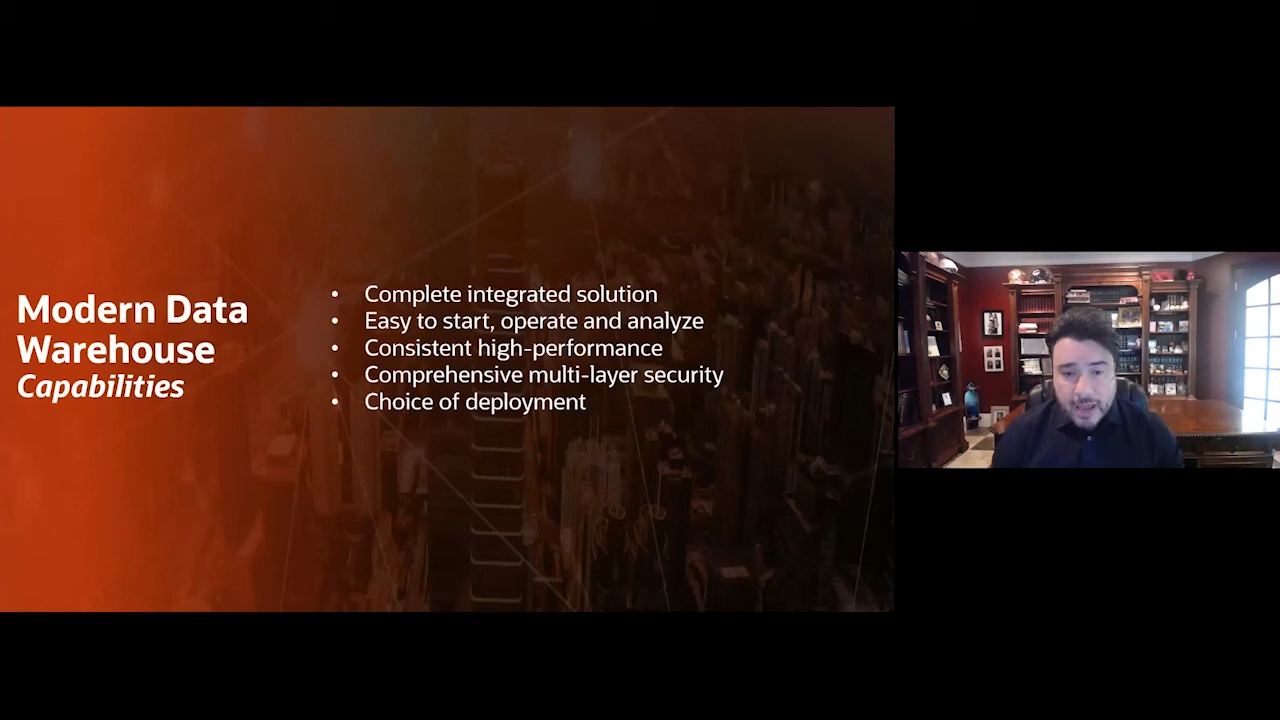 Modern Data
Warehouse
Capabilities
• Complete integrated solution
• Easy to start, operate and analyze
• Consistent high-performance
• Comprehensive multi-layer security
• Choice of deployment